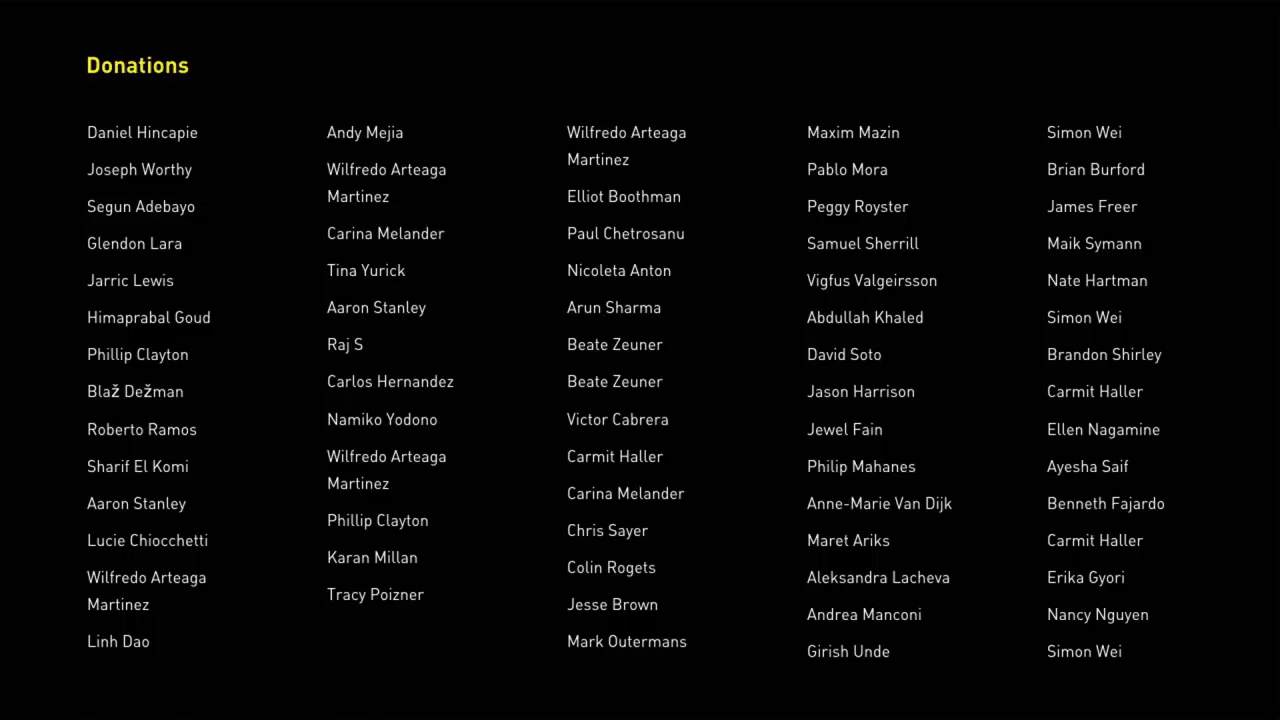 Donations
Daniel Hincapie
Joseph Worthy
Segun Adebayo
Glendon Lara
Jarric Lewis
Himaprabal Goud
Phillip Clayton
Blaž Dežman
Roberto Ramos
Sharif El Komi
Aaron Stanley
Lucie Chiocchetti
Wilfredo Arteaga
Martinez
Linh Dao
Andy Mejia
Wilfredo Arteaga
Martinez
Carina Melander
Tina Yurick
Aaron Stanley
Raj S
Carlos Hernandez
Namiko Yodono
Wilfredo Arteaga
Martinez
Phillip Clayton
Karan Millan
Tracy Poizner
Wilfredo Arteaga
Martinez
Elliot Boothman
Paul Chetrosanu
Nicoleta Anton
Arun Sharma
Beate Zeuner
Beate Zeuner
Victor Cabrera
Carmit Haller
Carina Melander
Chris Sayer
Colin Rogets
Jesse Brown
Mark Outermans
Maxim Mazin
Pablo Mora
Peggy Royster
Samuel Sherrill
Vigfus Valgeirsson
Abdullah Khaled
David Soto
Jason Harrison
Jewel Fain
Philip Mahanes
Anne-Marie Van Dijk
Maret Ariks
Aleksandra Lacheva
Andrea Manconi
Girish Unde
Simon Wei
Brian Burford
James Freer
Maik Symann
Nate Hartman
Simon Wei
Brandon Shirley
Carmit Haller
Ellen Nagamine
Ayesha Saif
Benneth Fajardo
Carmit Haller
Erika Gyori
Nancy Nguyen
Simon Wei